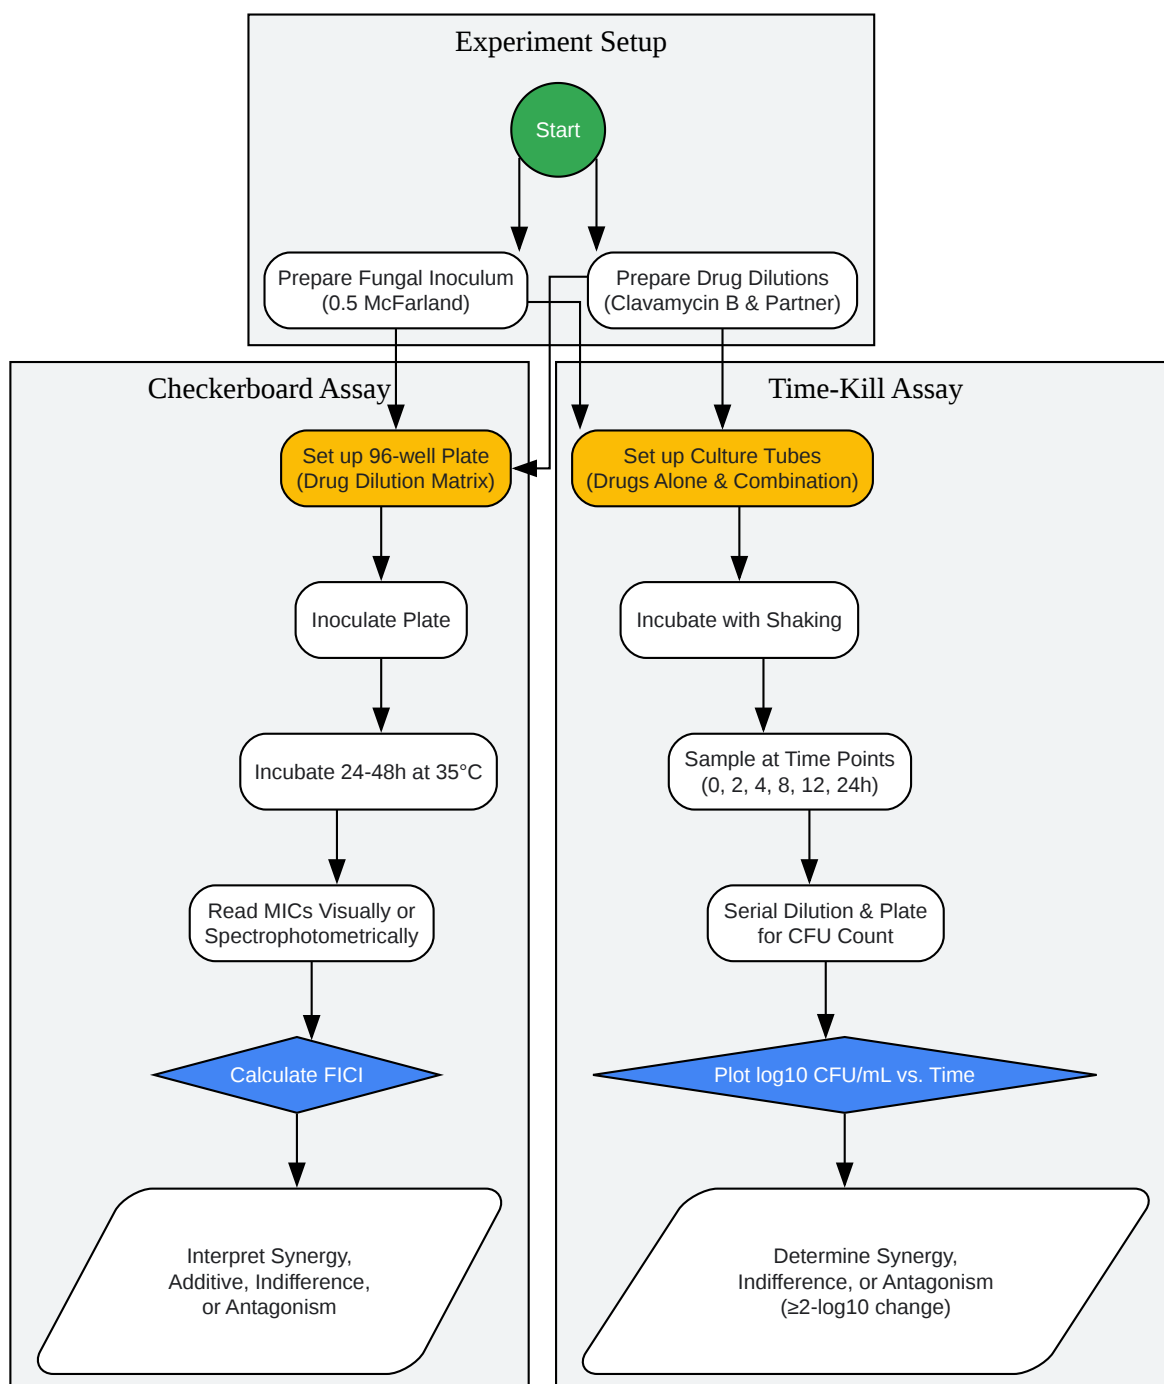 Experiment Setup
Start
Prepare Fungal Inoculum
(0.5 McFarland)
Prepare Drug Dilutions
(Clavamycin B & Partner)
Checkerboard Assay
Set up 96-well Plate
(Drug Dilution Matrix)
Inoculate Plate
Incubate 24-48h at 35°C
Read MICs Visually or
Spectrophotometrically
Calculate FICI
Interpret Synergy,
Additive, Indifference,
or Antagonism
Time-Kill Assay
Set up Culture Tubes
(Drugs Alone & Combination)
Incubate with Shaking
Sample at Time Points
(0, 2, 4, 8, 12, 24h)
Serial Dilution & Plate
for CFU Count
Plot log10 CFU/mL vs. Time
Determine Synergy,
Indifference, or Antagonism
(≥2-log10 change)